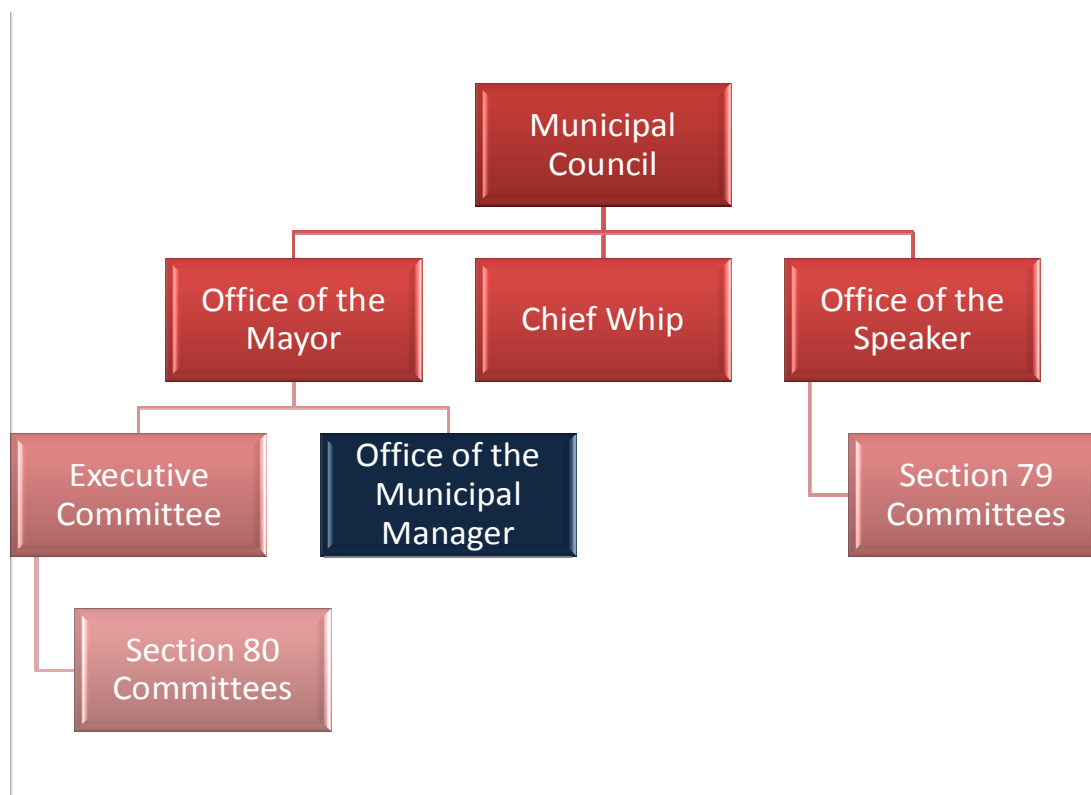 Municipal
Council
Office of the
Mayor
Chief Whip
Office of the
Speaker
Executive
Committee
Office of the
Municipal
Manager
Section 79
Committees
Section 80
Committees